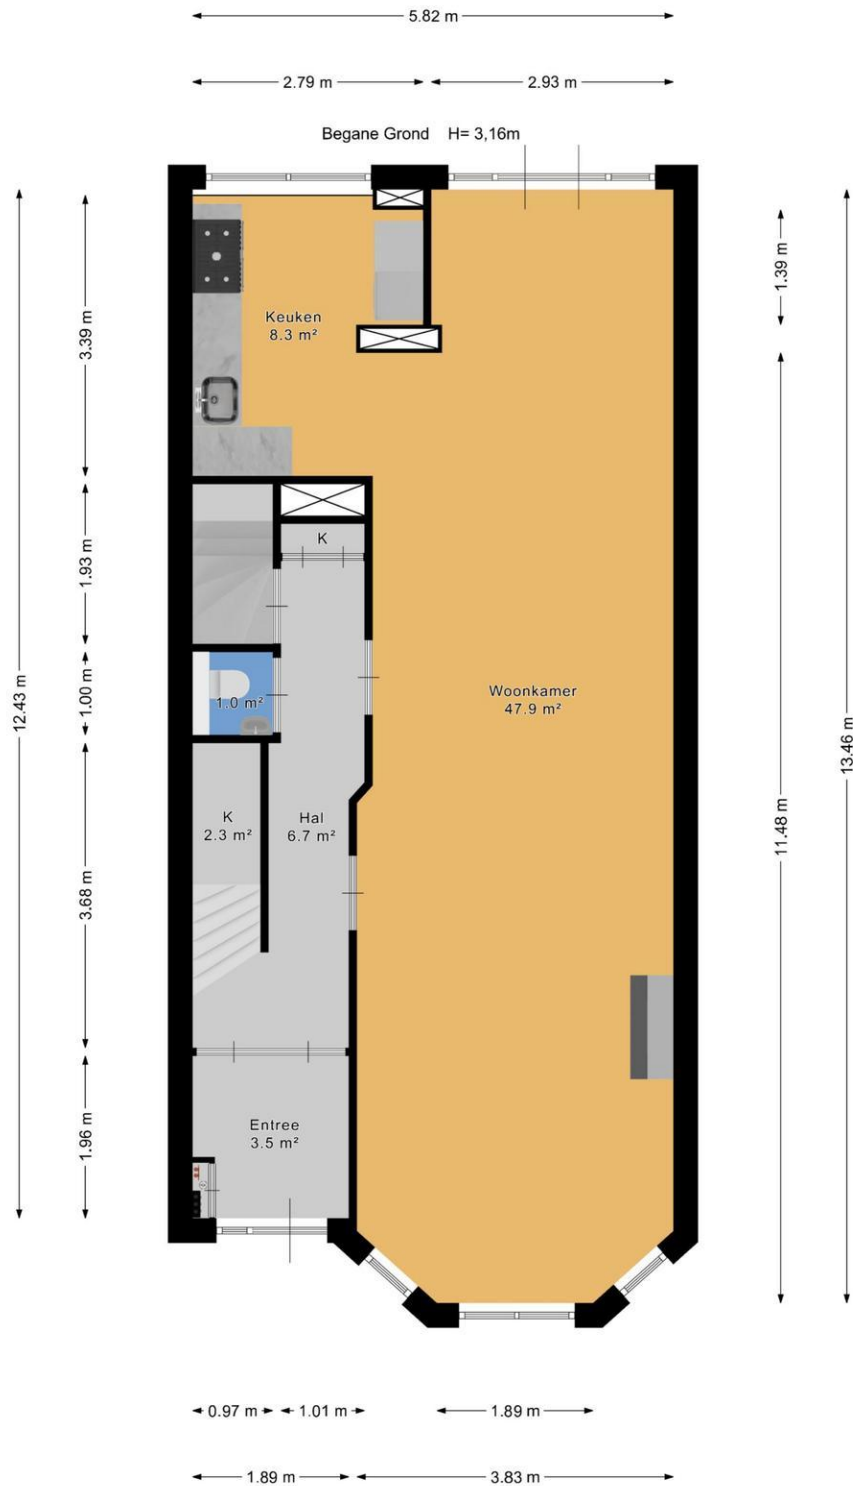 5.82 m
2.79 m
2.93 m
Begane Grond H= 3,16m
1.39 m
3.39 m
Keuken
8.3 m²
K
1.93 m
1.00 m
1.0 m²
12.43 m
Woonkamer
47.9 m²
13.46 m
K
2.3 m²
Hal
6.7 m²
11.48 m
3.68 m
Entree
3.5 m²
1.96 m
0.97 m
1.01 m
1.89 m
1.89 m
3.83 m